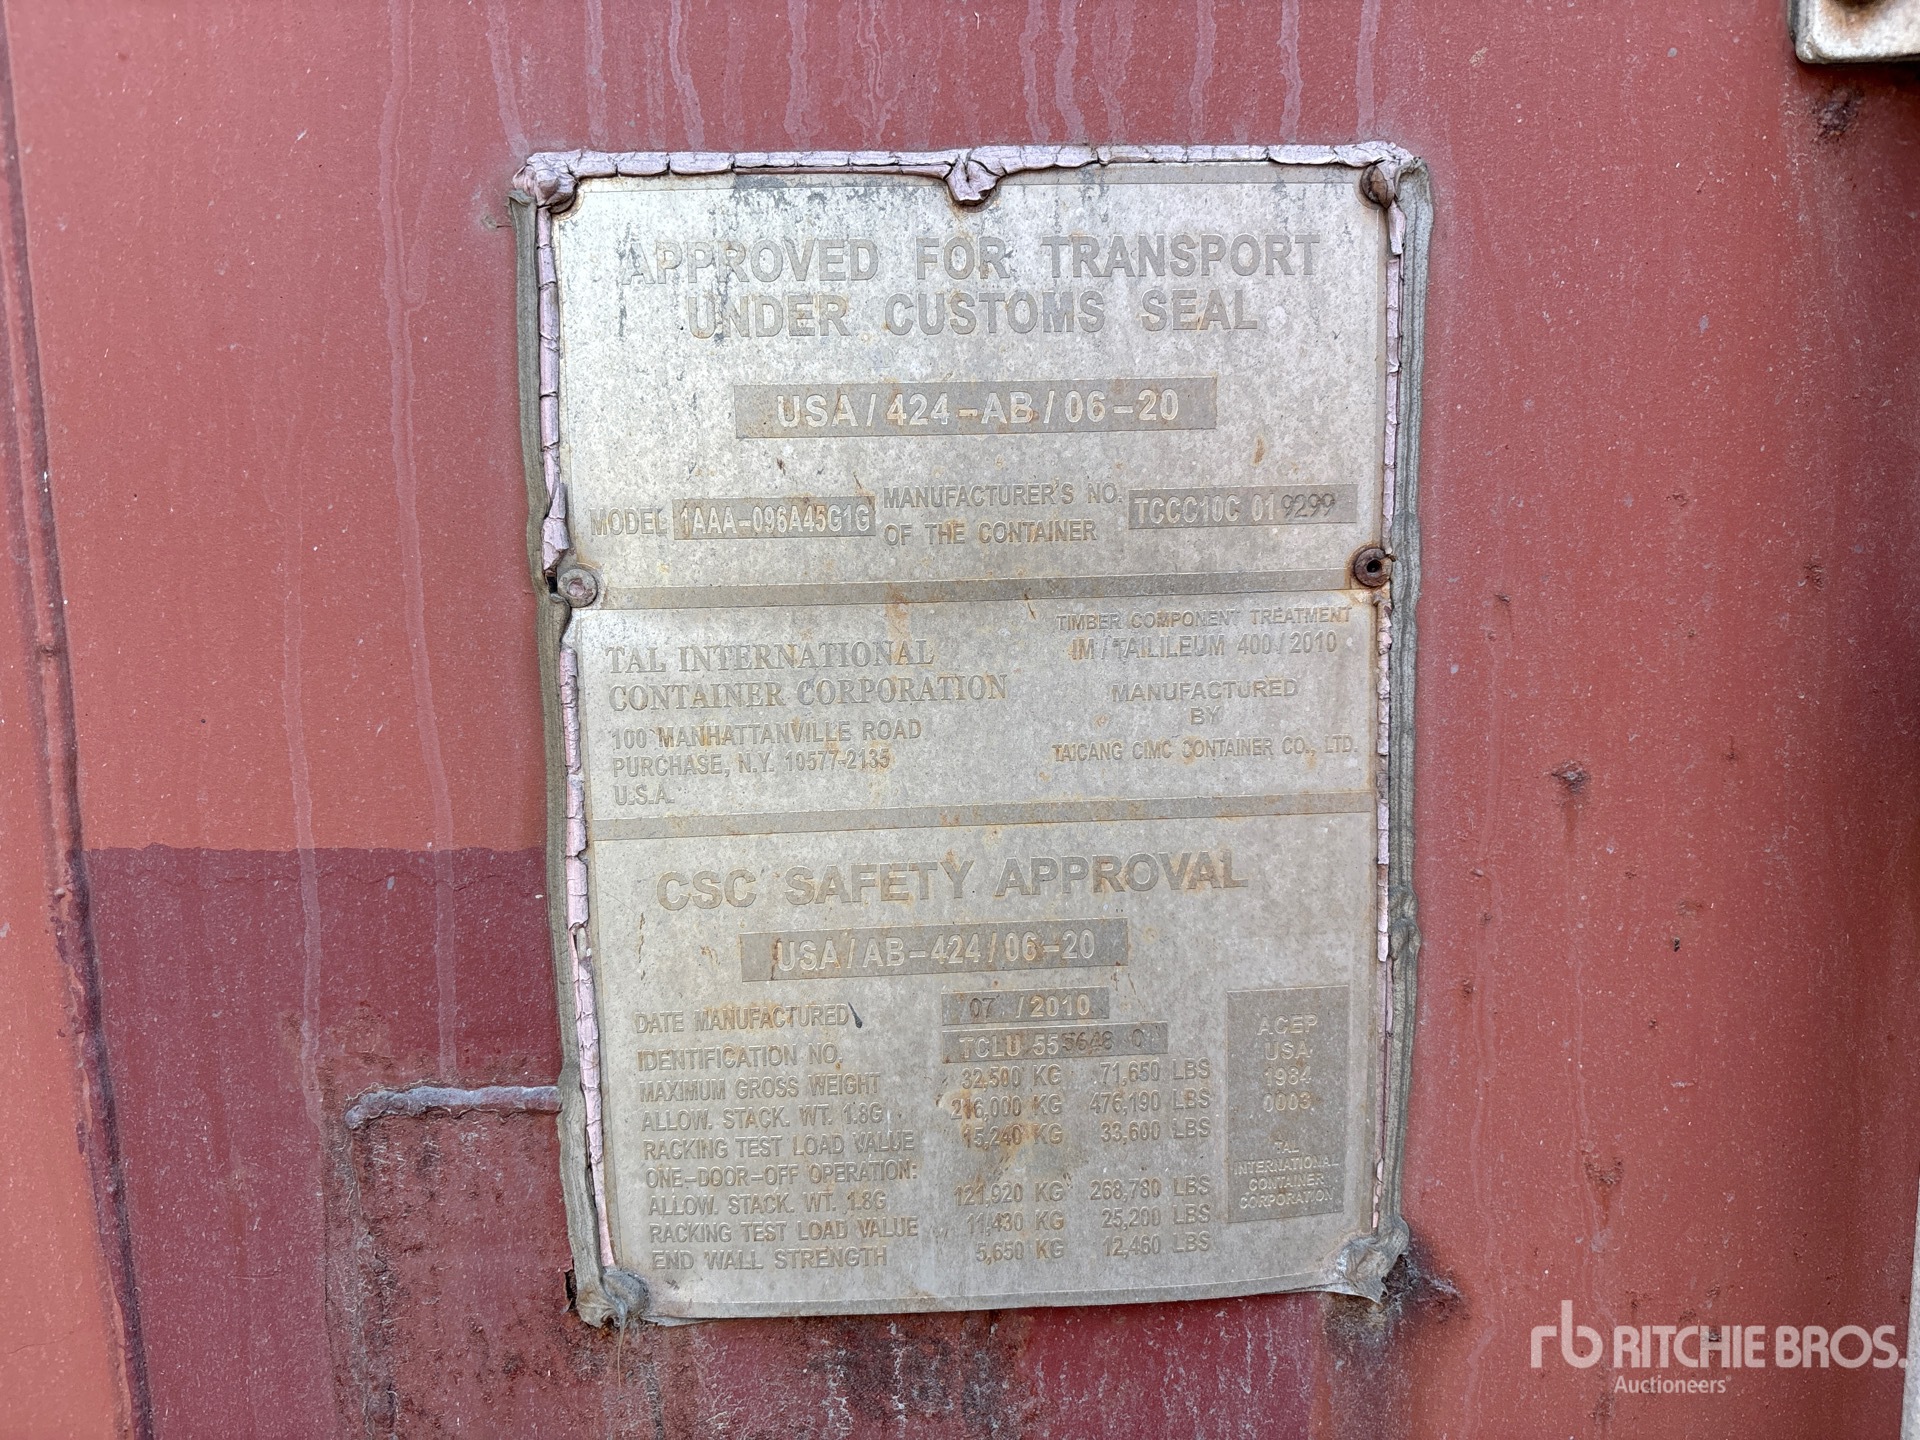 APPROVED FOR TRANSPORT
UNDER CUSTOMS SEAL
USA/424-AB/06-20
MODEL 1AAA-096A45G1G MANUFACTURER'S NO. OF THE CONTAINER TCCC10C 019299
TAL INTERNATIONAL
CONTAINER CORPORATION
100 MANHATTANVILLE ROAD
PURCHASE, N.Y. 10577-2135
U.S.A.
TIMBER COMPONENT TREATMENT
IM/TAILILEUM 400/2010
MANUFACTURED
BY
TAICANG CIMC CONTAINER CO., LTD.
CSC SAFETY APPROVAL
USA/AB-424/06-20
DATE MANUFACTURED 07/2010
IDENTIFICATION NO. TCLU 555648 0
MAXIMUM GROSS WEIGHT 32,500 KG 71,650 LBS
ALLOW. STACK. WT. 1.8G 216,000 KG 476,190 LBS
RACKING TEST LOAD VALUE 15,240 KG 33,600 LBS
ONE-DOOR-OFF OPERATION:
ALLOW. STACK. WT. 1.8G 121,920 KG 268,780 LBS
RACKING TEST LOAD VALUE 11,430 KG 25,200 LBS
END WALL STRENGTH 5,650 KG 12,460 LBS
ACEP
USA
1984
0003
TAL
INTERNATIONAL
CONTAINER
CORPORATION
rb RITCHIE BROS.
Auctioneers